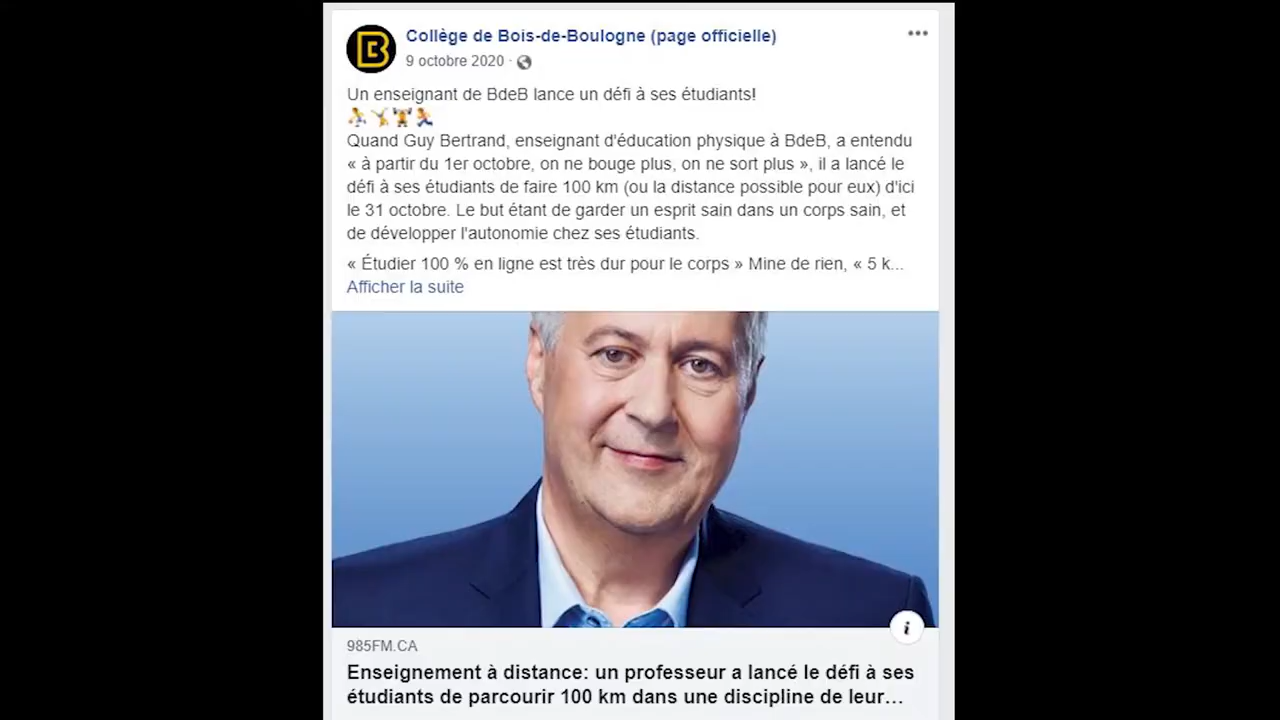 Collège de Bois-de-Boulogne (page officielle)
9 octobre 2020 ·
Un enseignant de BdeB lance un défi à ses étudiants!
Quand Guy Bertrand, enseignant d'éducation physique à BdeB, a entendu
« à partir du 1er octobre, on ne bouge plus, on ne sort plus », il a lancé le
défi à ses étudiants de faire 100 km (ou la distance possible pour eux) d'ici
le 31 octobre. Le but étant de garder un esprit sain dans un corps sain, et
de développer l'autonomie chez ses étudiants.
« Étudier 100 % en ligne est très dur pour le corps » Mine de rien, « 5 k...
Afficher la suite
985FM.CA
Enseignement à distance: un professeur a lancé le défi à ses
étudiants de parcourir 100 km dans une discipline de leur...